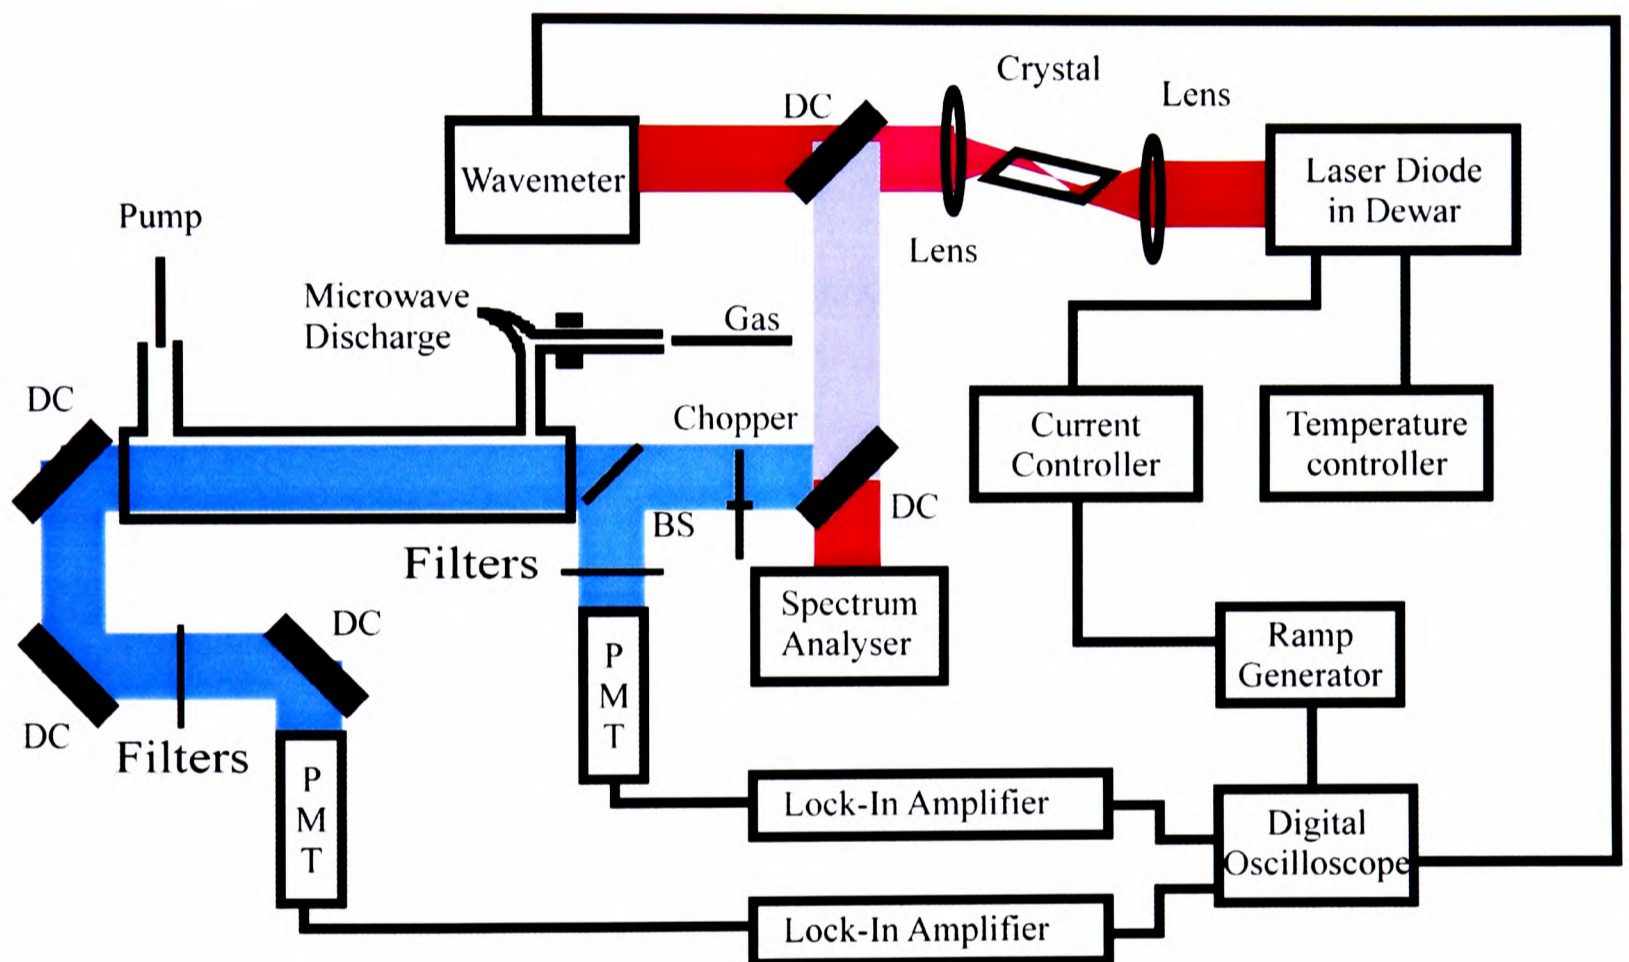 Crystal
Lens
DC
Wavemeter
Laser Diode
in Dewar
Pump
Lens
Microwave
Discharge
Gas
DC
Chopper
Current
Controller
Temperature
controller
DC
BS
Filters
Spectrum
Analyser
DC
Ramp
Generator
P
M
T
DC
Filters
P
M
T
Lock-In Amplifier
Digital
Oscilloscope
Lock-In Amplifier